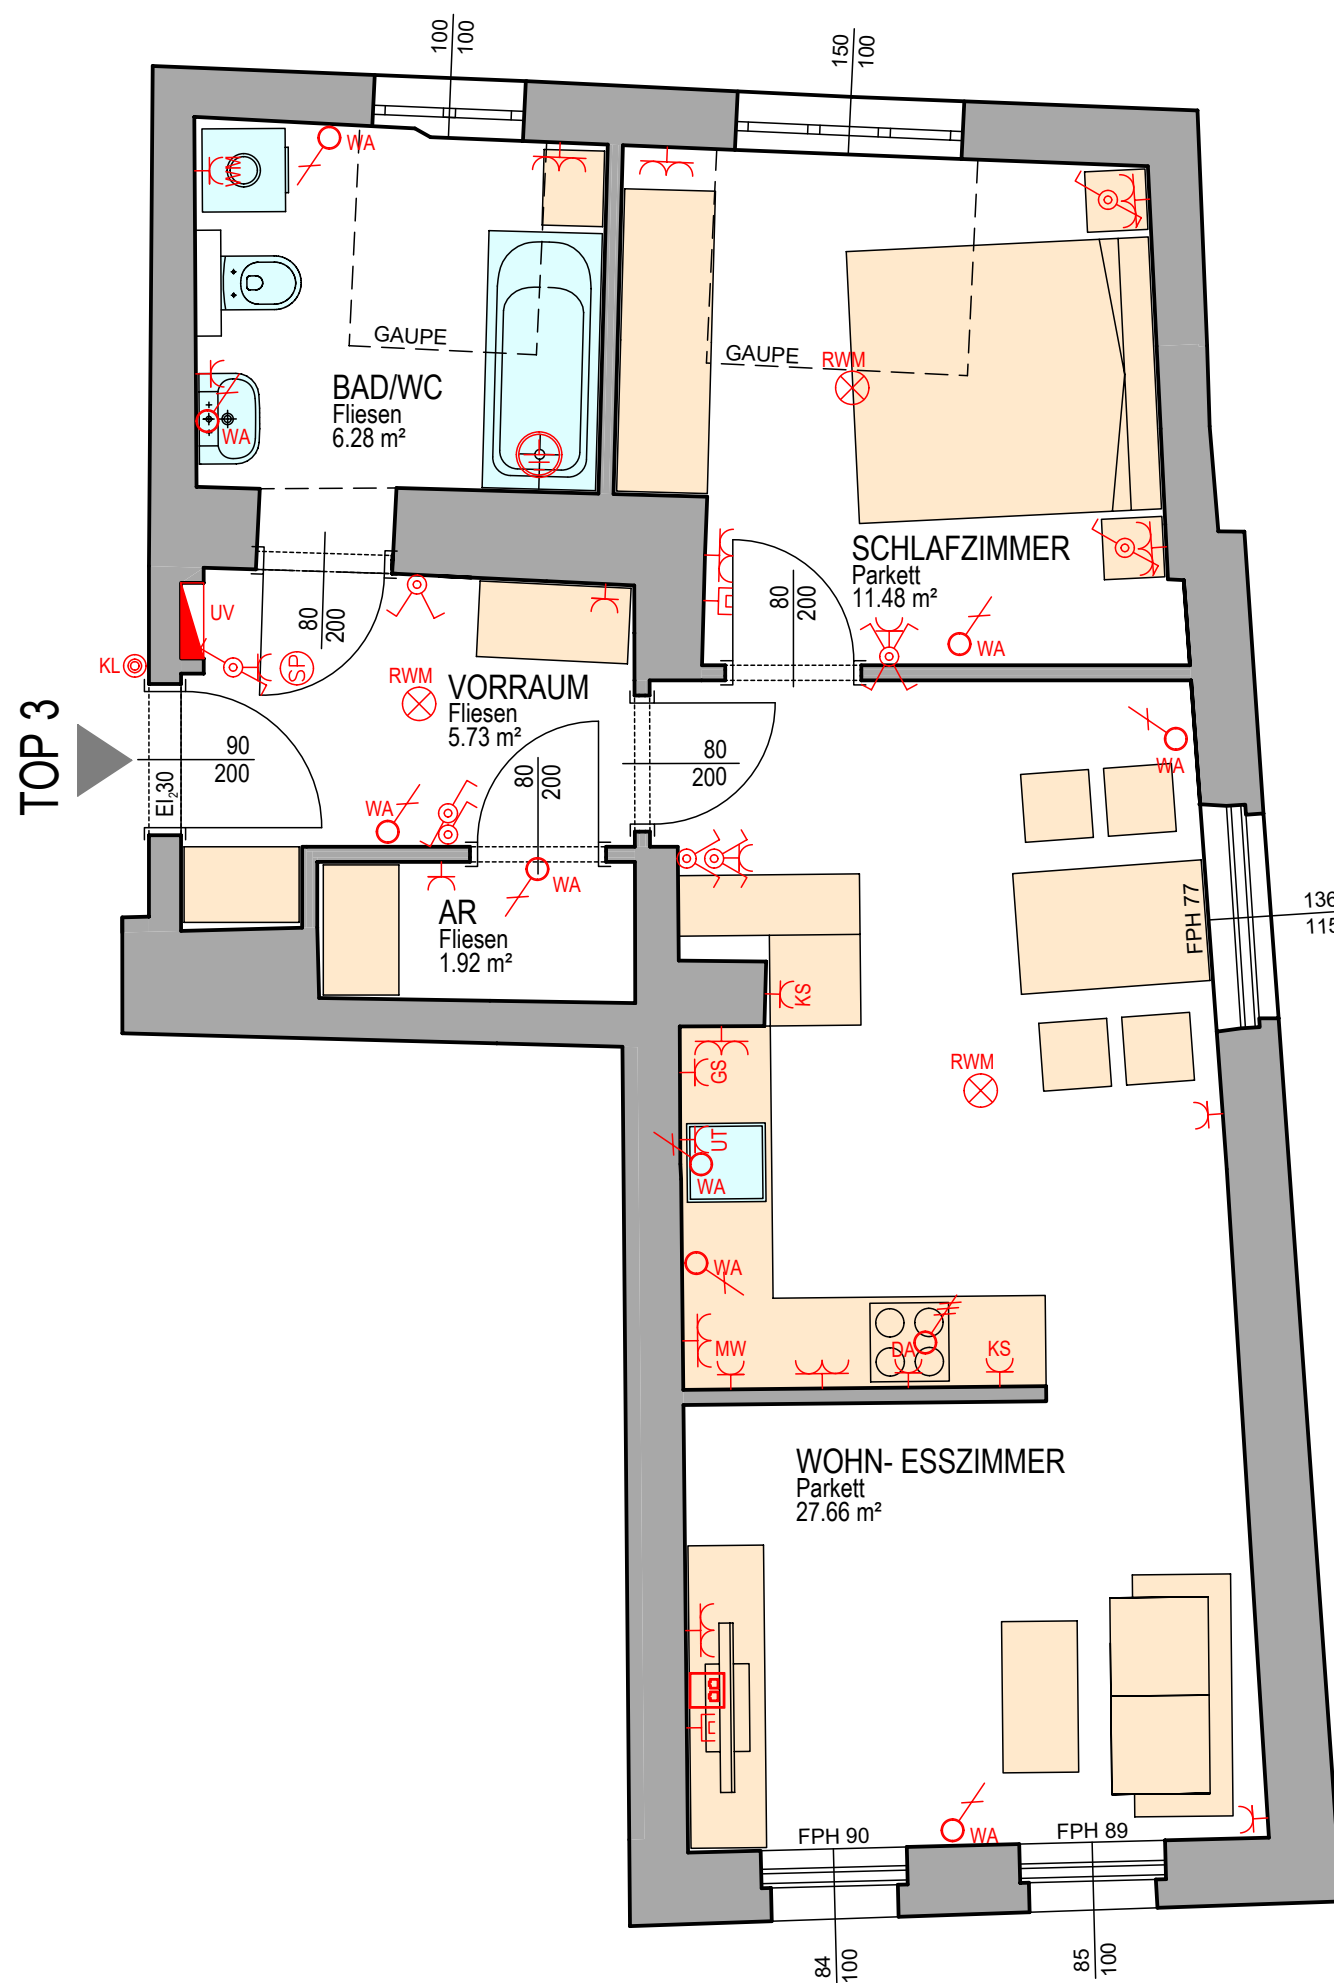 100
100
150
100
WA
WM
GAUPE
GAUPE
RWM
BAD/WC
Fliesen
6.28 m²
WA
SCHLAFZIMMER
Parkett
11.48 m²
80
200
80
200
WA
UV
KL
SP
RWM
VORRAUM
Fliesen
5.73 m²
TOP 3
90
200
EI₂30
80
200
80
200
WA
WA
WA
AR
Fliesen
1.92 m²
FPH 77
136
115
KS
GS
RWM
UT
WA
WA
MW
DA
KS
WOHN- ESSZIMMER
Parkett
27.66 m²
FPH 90
WA
FPH 89
84
100
85
100